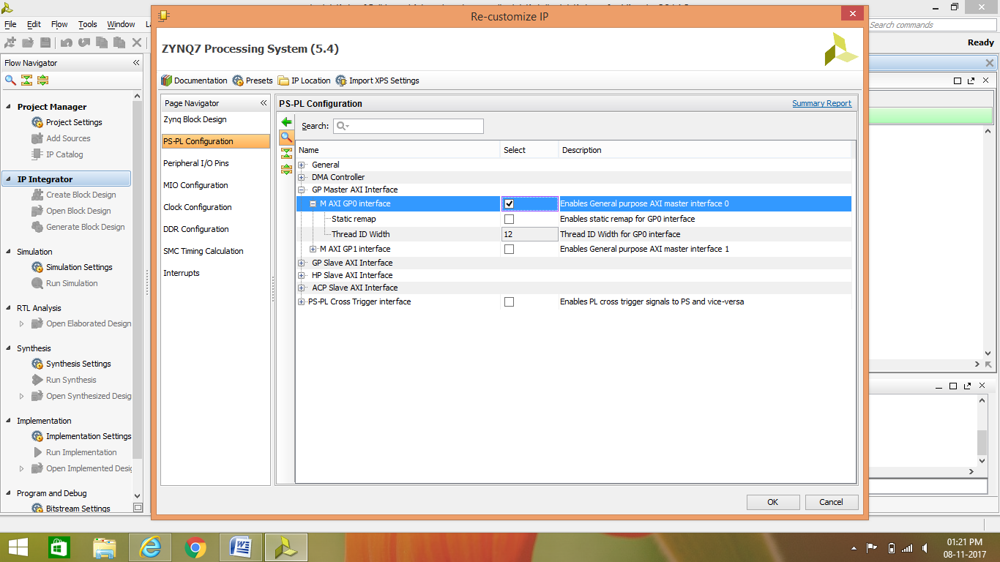 Re-customize IP
File Edit Flow Tools Window
Search commands
Ready
ZYNQ7 Processing System (5.4)
Documentation Presets IP Location Import XPS Settings
Flow Navigator
Project Manager
Project Settings
Add Sources
IP Catalog
IP Integrator
Create Block Design
Open Block Design
Generate Block Design
Simulation
Simulation Settings
Run Simulation
RTL Analysis
Open Elaborated Design
Synthesis
Synthesis Settings
Run Synthesis
Open Synthesized Desig
Implementation
Implementation Settings
Run Implementation
Open Implemented Desig
Program and Debug
Bitstream Settings
Page Navigator
Zynq Block Design
PS-PL Configuration
Peripheral I/O Pins
MIO Configuration
Clock Configuration
DDR Configuration
SMC Timing Calculation
Interrupts
PS-PL Configuration Summary Report
Search:
Name Select Description
General
DMA Controller
GP Master AXI Interface
M AXI GP0 interface Enables General purpose AXI master interface 0
Static remap Enables static remap for GP0 interface
Thread ID Width 12 Thread ID Width for GP0 interface
M AXI GP1 interface Enables General purpose AXI master interface 1
GP Slave AXI Interface
HP Slave AXI Interface
ACP Slave AXI Interface
PS-PL Cross Trigger interface Enables PL cross trigger signals to PS and vice-versa
OK Cancel
01:21 PM
08-11-2017